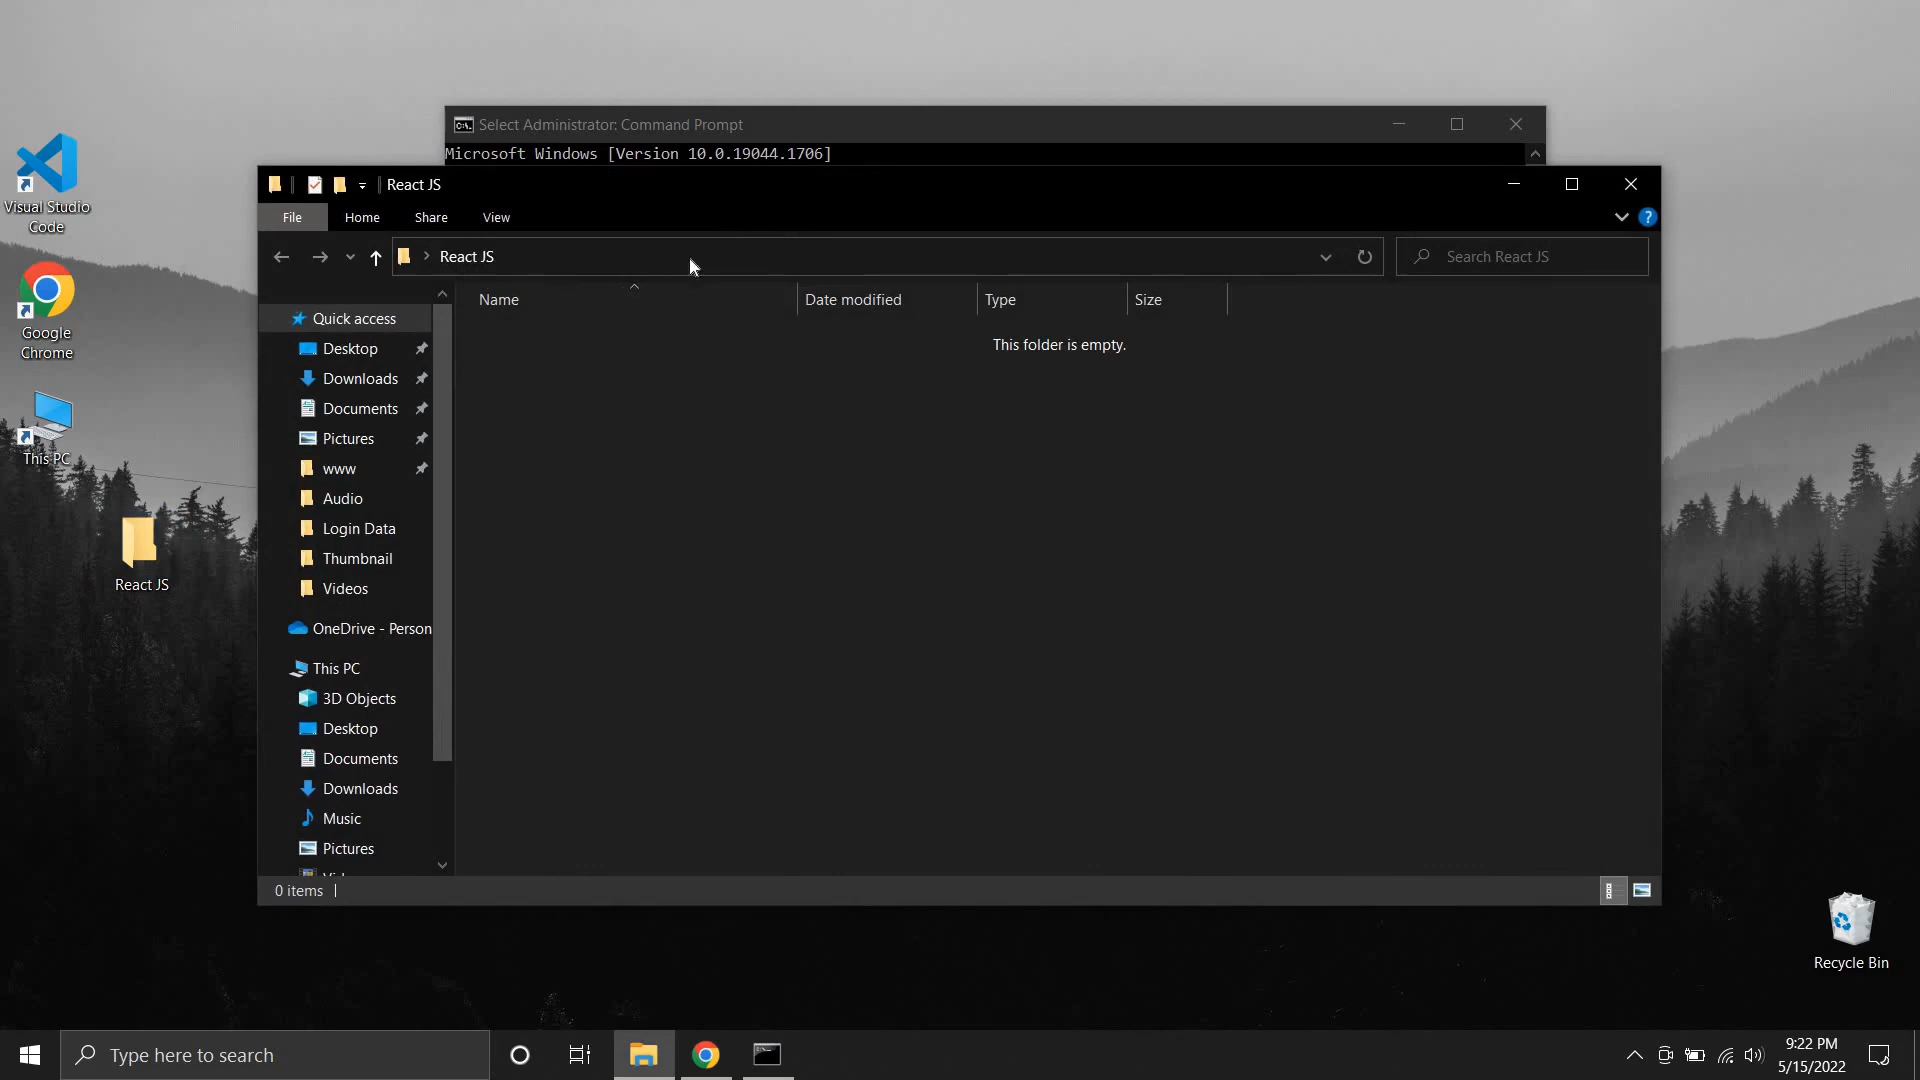 Select Administrator: Command Prompt
Microsoft Windows [Version 10.0.19044.1706]
React JS
File Home Share View
React JS
Search React JS
Name Date modified Type Size
This folder is empty.
Quick access
Desktop
Downloads
Documents
Pictures
www
Audio
Login Data
Thumbnail
Videos
OneDrive - Person
This PC
3D Objects
Desktop
Documents
Downloads
Music
Pictures
0 items
Visual Studio
Code
Google
Chrome
This PC
React JS
Recycle Bin
Type here to search
9:22 PM
5/15/2022